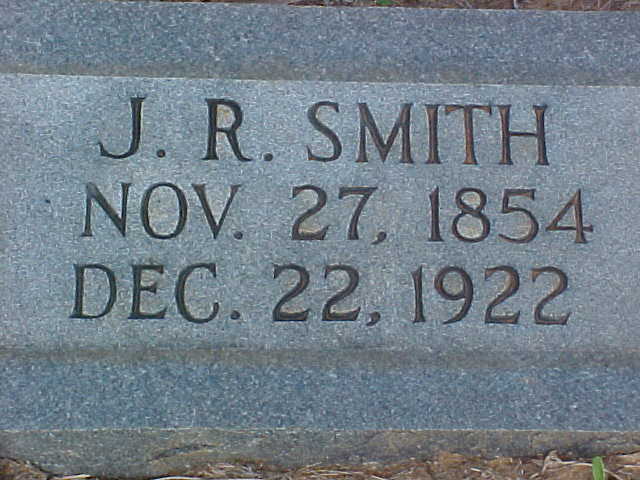 J. R. SMITH
NOV. 27, 1854
DEC. 22, 1922